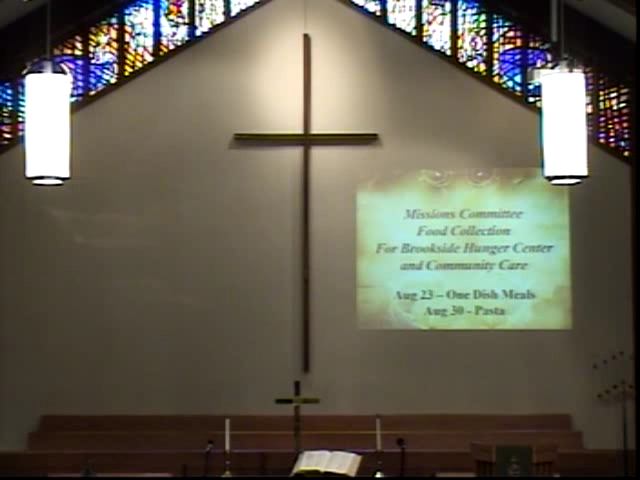 Missions Committee
Food Collection
For Brookside Hunger Center
and Community Care
Aug 23 – One Dish Meals
Aug 30 - Pasta